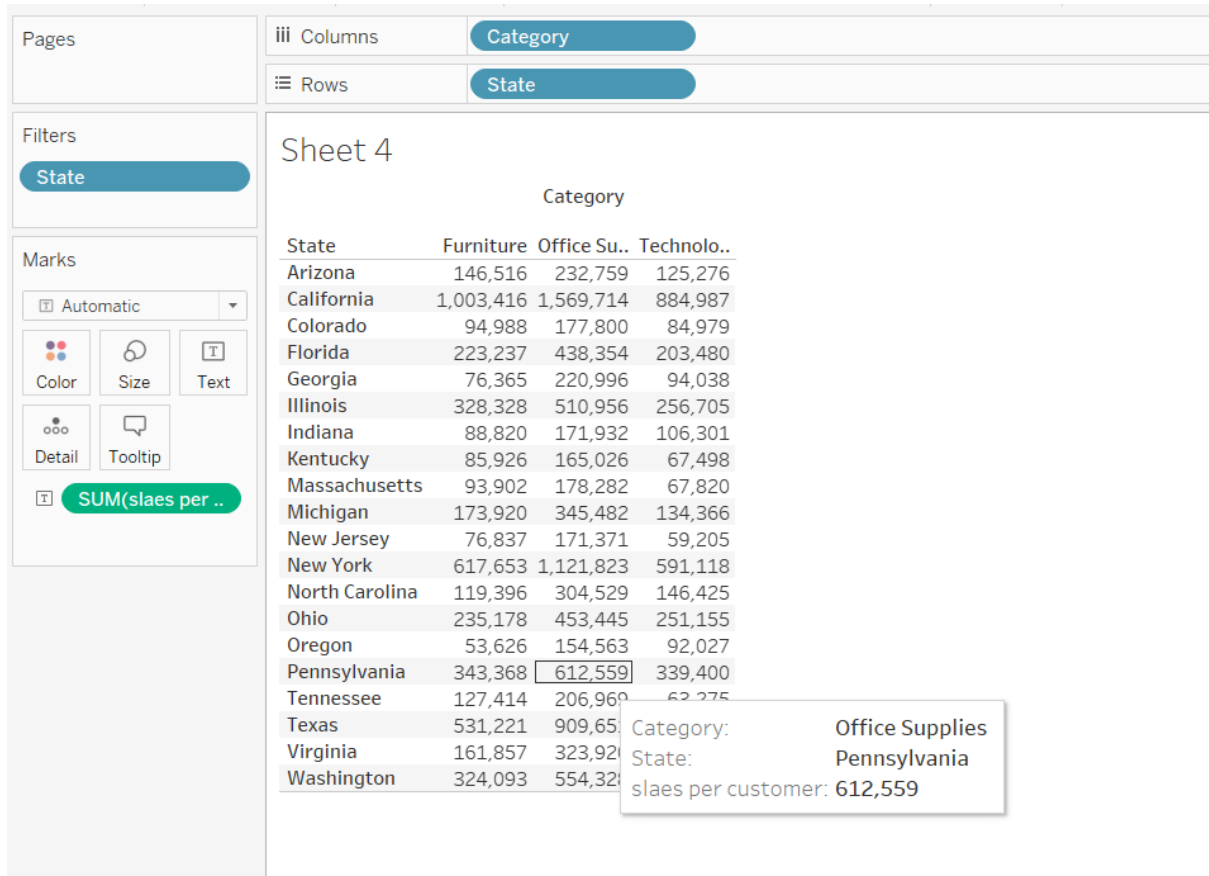 Pages
iii Columns Category
Rows State
Filters
State
Marks
Automatic
Color Size Text
Detail Tooltip
SUM(slaes per ..
Sheet 4
Category
State Furniture Office Su.. Technolo..
Arizona 146,516 232,759 125,276
California 1,003,416 1,569,714 884,987
Colorado 94,988 177,800 84,979
Florida 223,237 438,354 203,480
Georgia 76,365 220,996 94,038
Illinois 328,328 510,956 256,705
Indiana 88,820 171,932 106,301
Kentucky 85,926 165,026 67,498
Massachusetts 93,902 178,282 67,820
Michigan 173,920 345,482 134,366
New Jersey 76,837 171,371 59,205
New York 617,653 1,121,823 591,118
North Carolina 119,396 304,529 146,425
Ohio 235,178 453,445 251,155
Oregon 53,626 154,563 92,027
Pennsylvania 343,368 612,559 339,400
Tennessee 127,414 206,969
Texas 531,221
Virginia 161,857
Washington 324,093
Category: Office Supplies
State: Pennsylvania
slaes per customer: 612,559